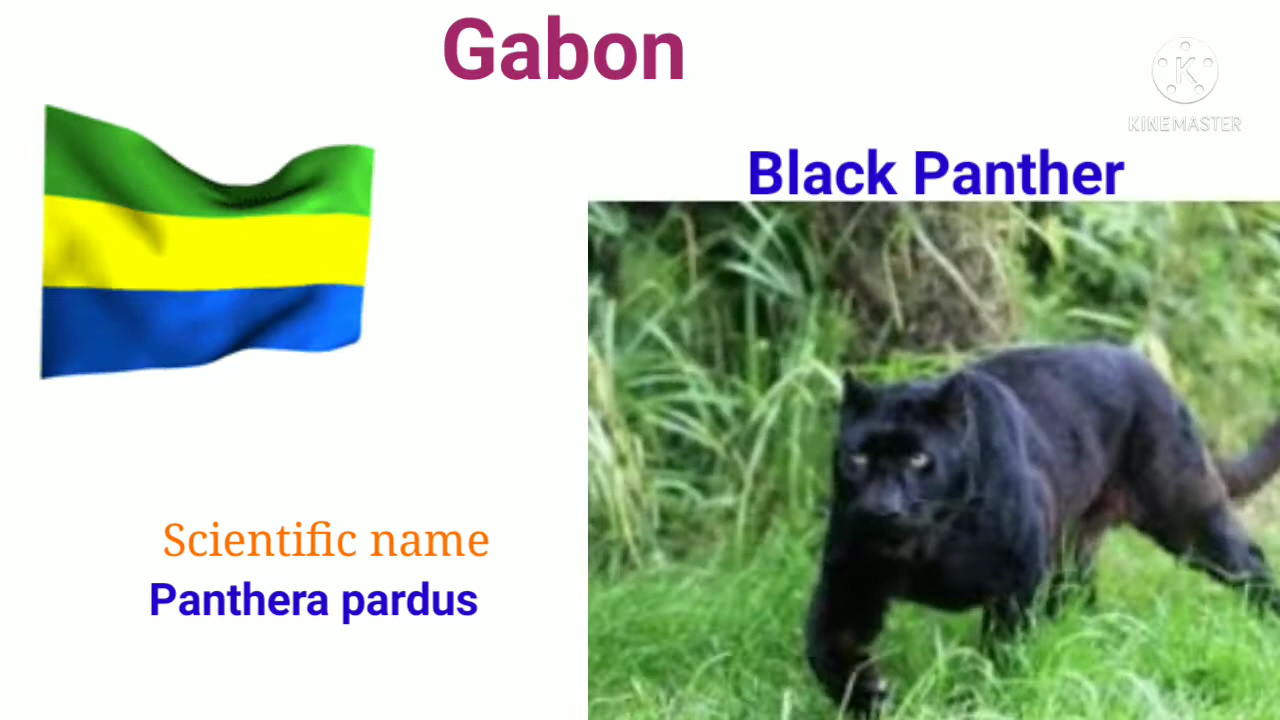 Gabon
K
KINEMASTER
Black Panther
Scientific name
Panthera pardus